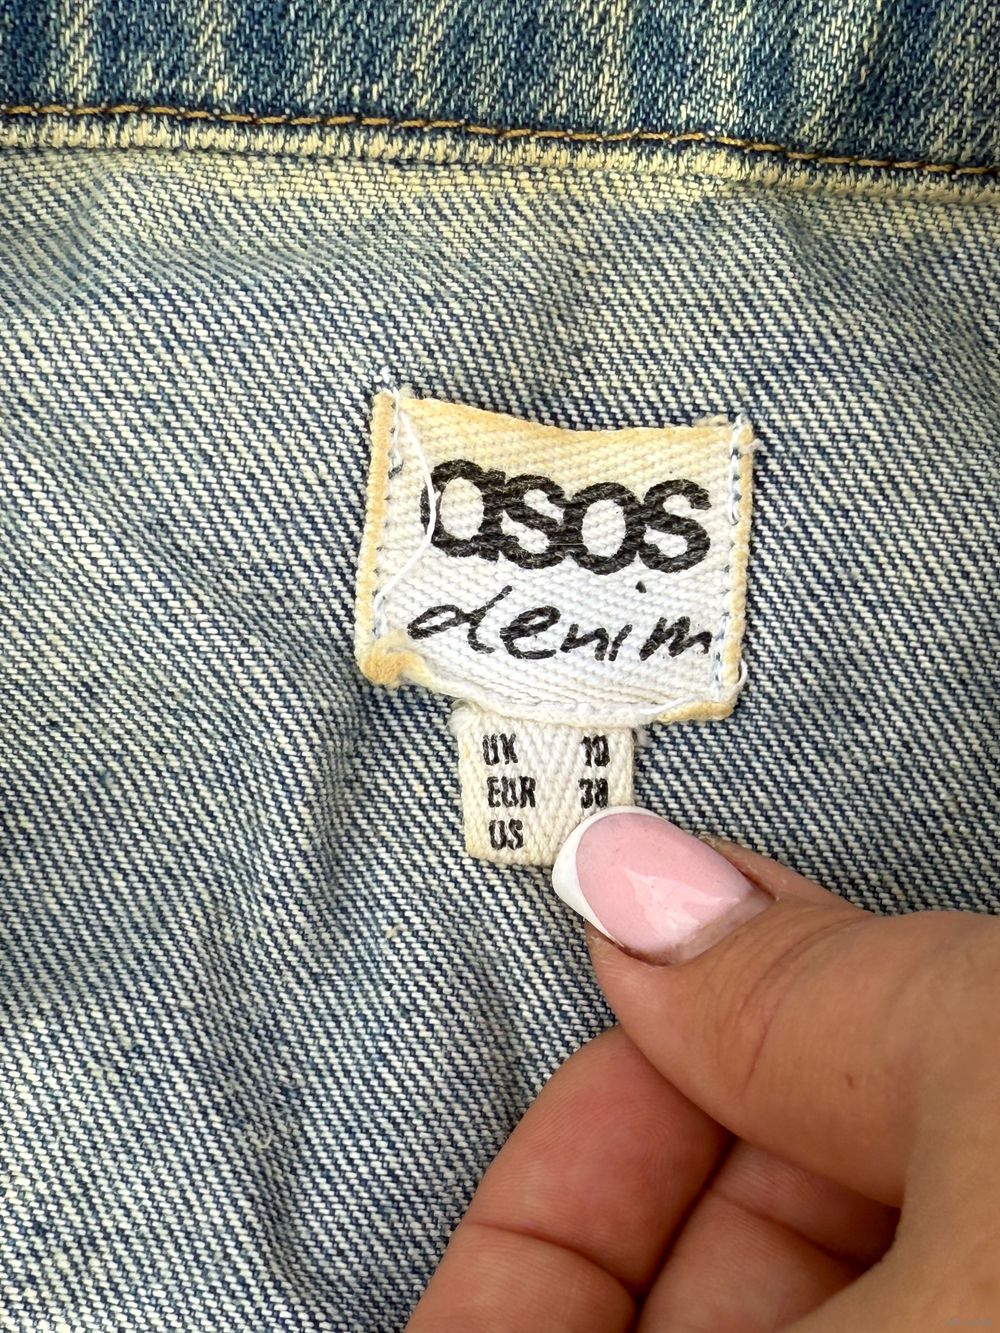 asos
denim
UK 10
EUR 38
US